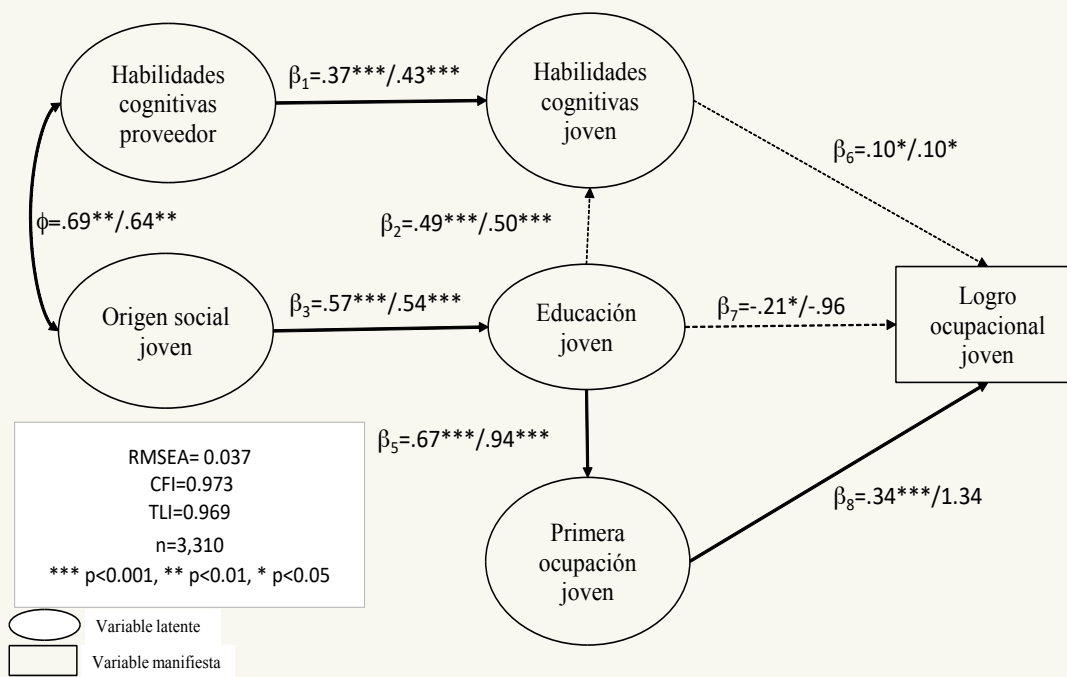 Habilidades
cognitivas
proveedor
β₁=.37***/.43***
Habilidades
cognitivas
joven
β₆=.10*/.10*
ϕ=.69**/.64**
β₂=.49***/.50***
Origen social
joven
β₃=.57***/.54***
Educación
joven
β₇=-.21*/-.96
Logro
ocupacional
joven
β₅=.67***/.94***
β₈=.34***/1.34
Primera
ocupación
joven
RMSEA= 0.037
CFI=0.973
TLI=0.969
n=3,310
*** p<0.001, ** p<0.01, * p<0.05
Variable latente
Variable manifiesta